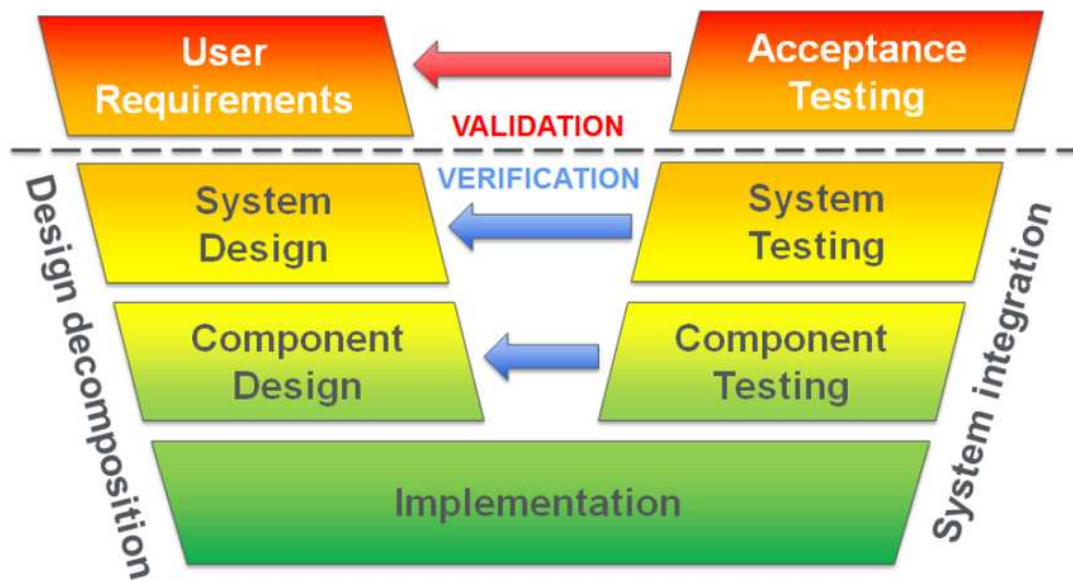 User
Requirements
Acceptance
Testing
VALIDATION
VERIFICATION
System
Design
System
Testing
Component
Design
Component
Testing
Implementation
Design decomposition
System integration